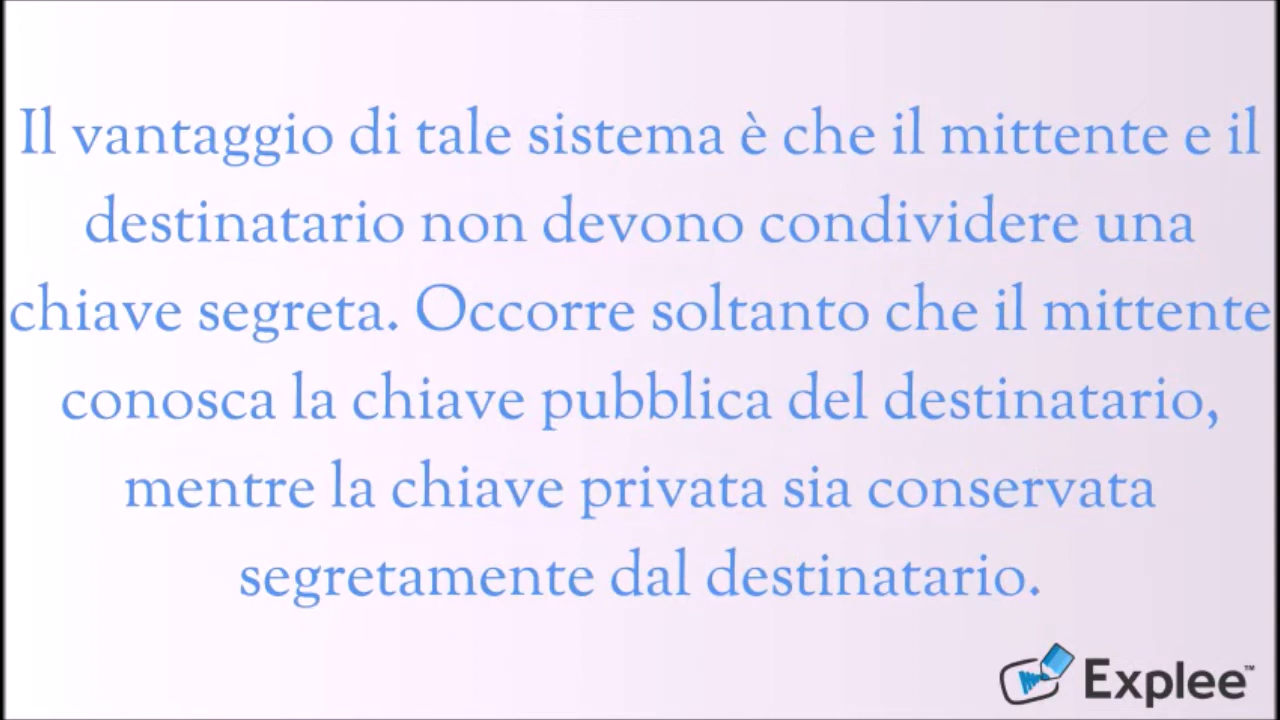 Il vantaggio di tale sistema è che il mittente e il
destinatario non devono condividere una
chiave segreta. Occorre soltanto che il mittente
conosca la chiave pubblica del destinatario,
mentre la chiave privata sia conservata
segretamente dal destinatario.
Explee™